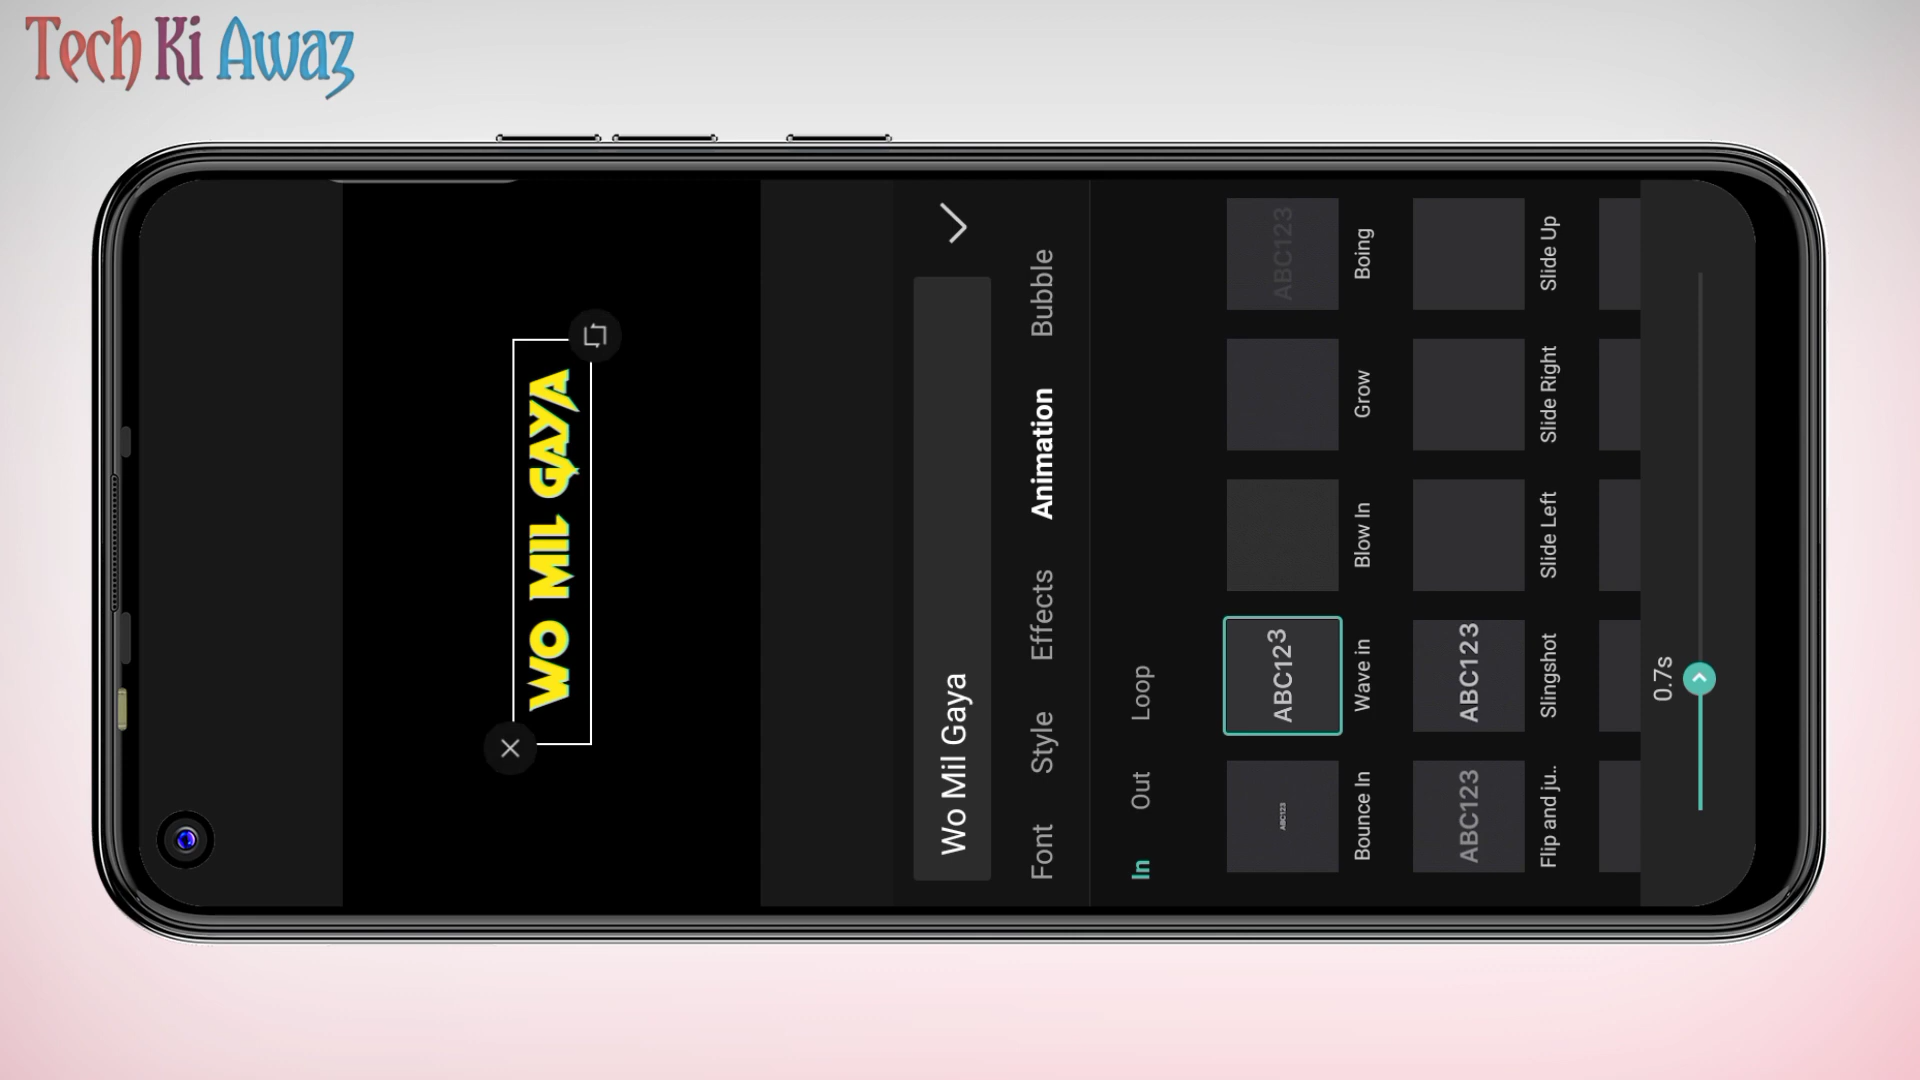 Tech Ki Awaz
WO MIL GAYA
Wo Mil Gaya
Font Style Effects Animation Bubble
In Out Loop
ABC123 ABC123 ABC123
Bounce In Wave in Blow In Grow Boing
ABC123 ABC123
Flip and ju.. Slingshot Slide Left Slide Right Slide Up
0.7s